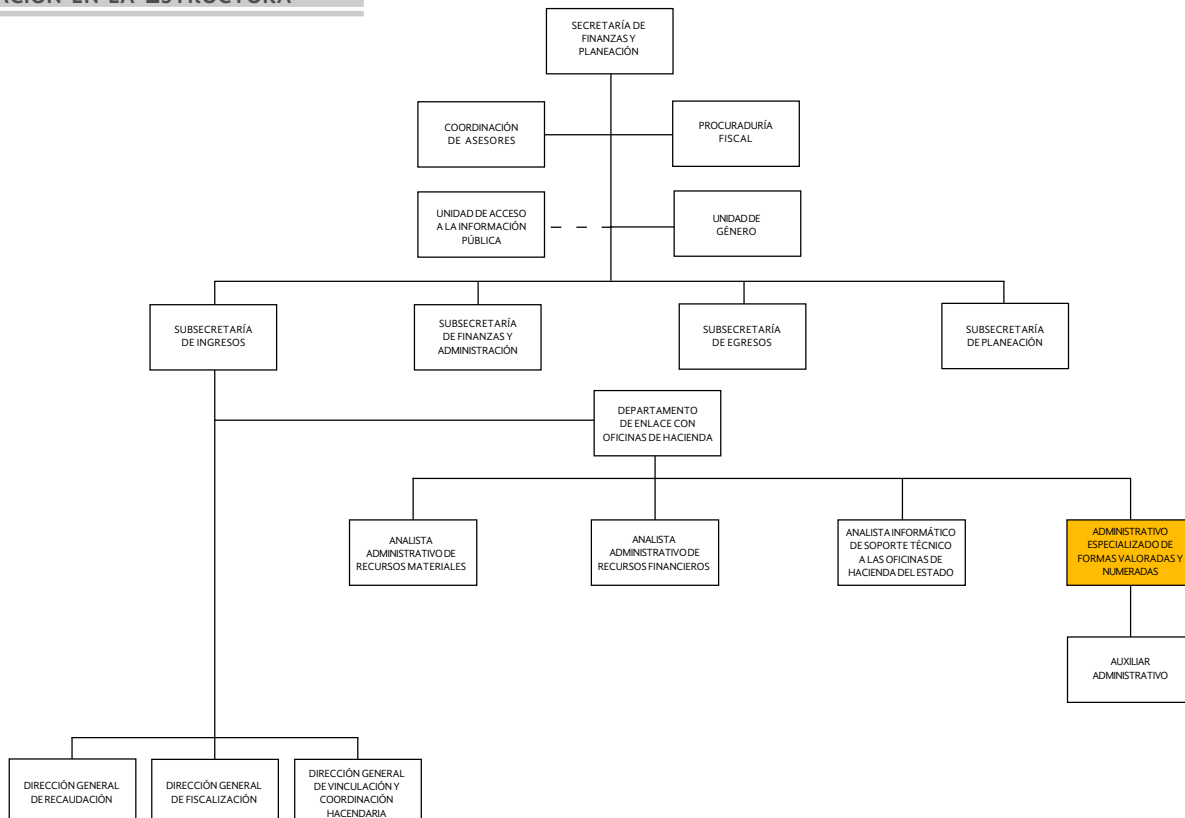 EN LA ESTRUCTURA
SECRETARÍA DE
FINANZAS Y
PLANEACIÓN
COORDINACIÓN
DE ASESORES
PROCURADURÍA
FISCAL
UNIDAD DE ACCESO
A LA INFORMACIÓN
PÚBLICA
UNIDAD DE
GÉNERO
SUBSECRETARÍA
DE INGRESOS
SUBSECRETARÍA
DE FINANZAS Y
ADMINISTRACIÓN
SUBSECRETARÍA
DE EGRESOS
SUBSECRETARÍA
DE PLANEACIÓN
DEPARTAMENTO
DE ENLACE CON
OFICINAS DE HACIENDA
ANALISTA
ADMINISTRATIVO DE
RECURSOS MATERIALES
ANALISTA
ADMINISTRATIVO DE
RECURSOS FINANCIEROS
ANALISTA INFORMÁTICO
DE SOPORTE TÉCNICO
A LAS OFICINAS DE
HACIENDA DEL ESTADO
ADMINISTRATIVO
ESPECIALIZADO DE
FORMAS VALORADAS Y
NUMERADAS
AUXILIAR
ADMINISTRATIVO
DIRECCIÓN GENERAL
DE RECAUDACIÓN
DIRECCIÓN GENERAL
DE FISCALIZACIÓN
DIRECCIÓN GENERAL
DE VINCULACIÓN Y
COORDINACIÓN
HACENDARIA